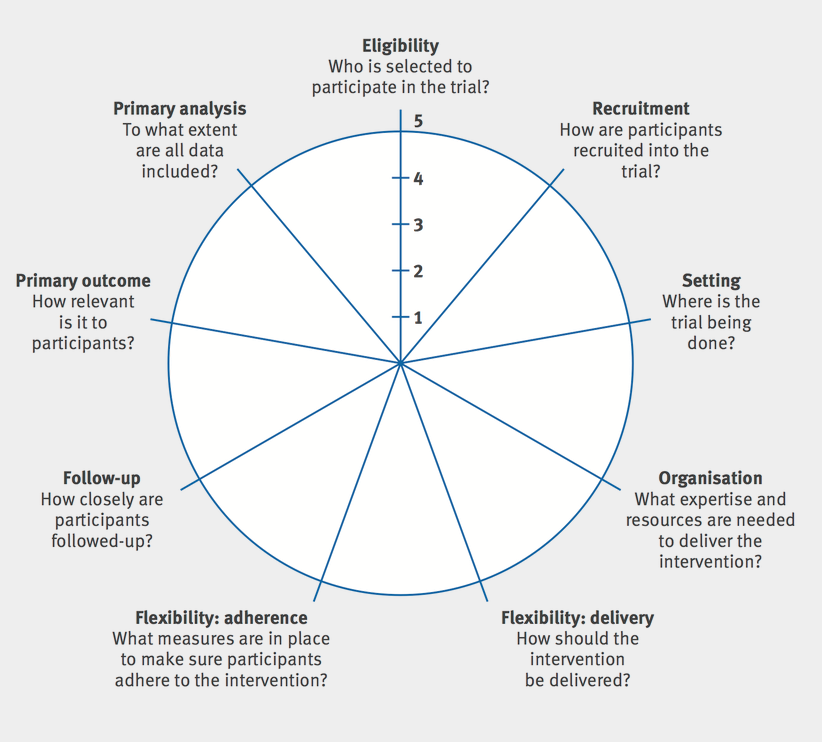 Eligibility
Who is selected to
participate in the trial?
Primary analysis
To what extent
are all data
included?
Recruitment
How are participants
recruited into the
trial?
5
4
3
2
1
Primary outcome
How relevant
is it to
participants?
Setting
Where is the
trial being
done?
Follow-up
How closely are
participants
followed-up?
Organisation
What expertise and
resources are needed
to deliver the
intervention?
Flexibility: adherence
What measures are in place
to make sure participants
adhere to the intervention?
Flexibility: delivery
How should the
intervention
be delivered?